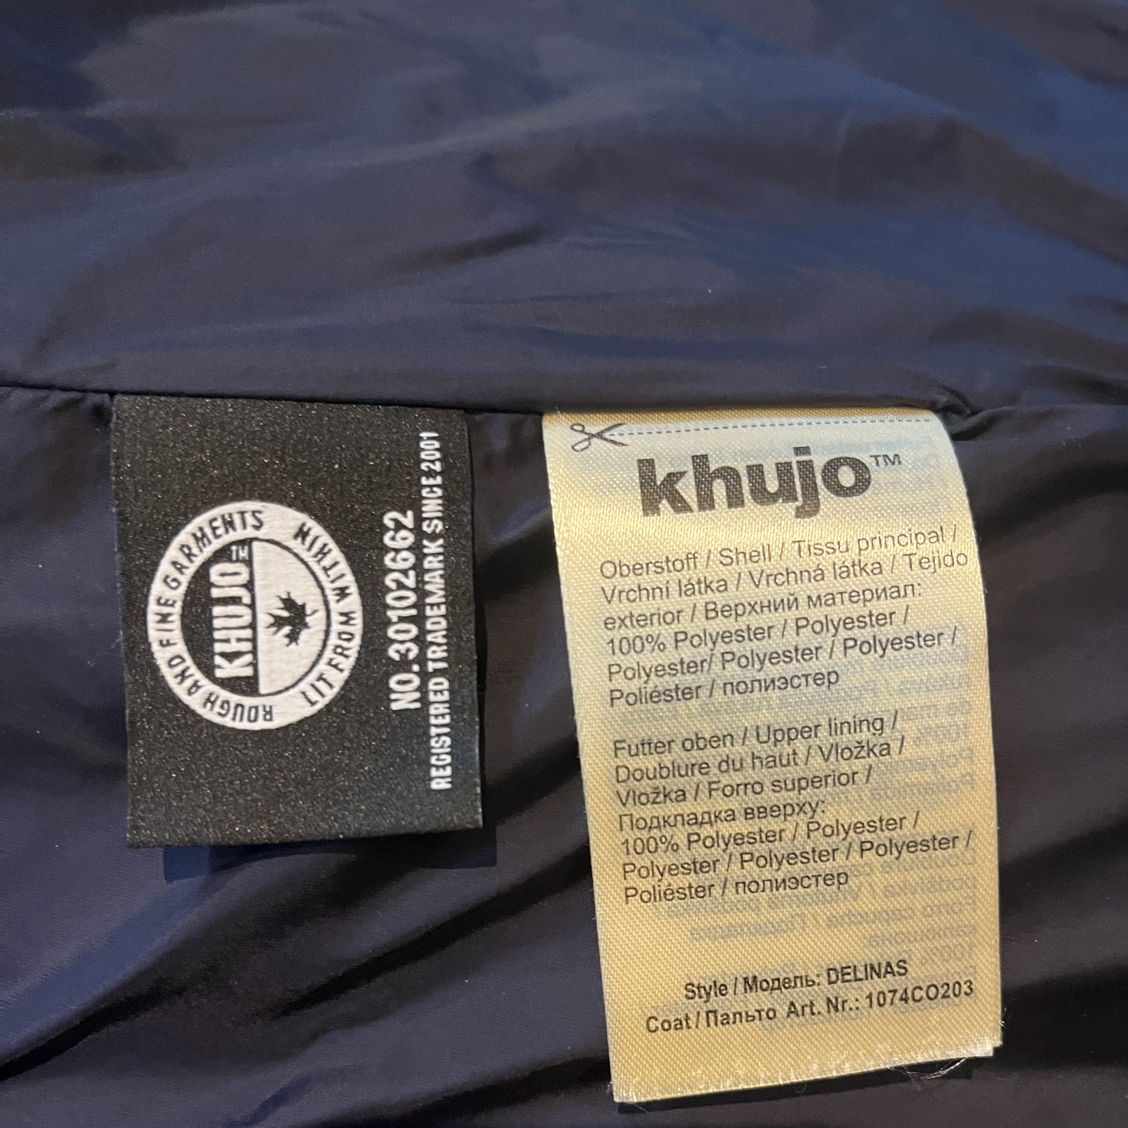 ROUGH AND FINE GARMENTS
LIT FROM WITHIN
KHUJO™
NO.30102662
REGISTERED TRADEMARK SINCE 2001
khujo™
Oberstoff / Shell / Tissu principal /
Vrchní látka / Vrchná látka / Tejido
exterior / Верхний материал:
100% Polyester / Polyester /
Polyester/ Polyester / Polyester /
Poliéster / полиэстер
Futter oben / Upper lining /
Doublure du haut / Vložka /
Vložka / Forro superior /
Подкладка вверху:
100% Polyester / Polyester /
Polyester / Polyester / Polyester /
Poliéster / полиэстер
Style / Модель: DELINAS
Coat / Пальто Art. Nr.: 1074CO203